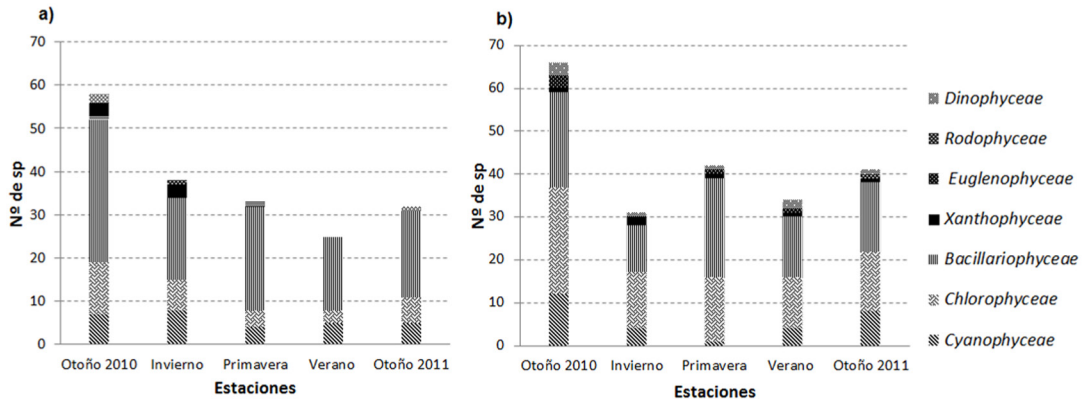 a)
70
60
50
40
30
20
10
0
Nº de sp
Otoño 2010 Invierno Primavera Verano Otoño 2011
Estaciones
b)
70
60
50
40
30
20
10
0
Nº de sp
Otoño 2010 Invierno Primavera Verano Otoño 2011
Estaciones
Dinophyceae
Rodophyceae
Euglenophyceae
Xanthophyceae
Bacillariophyceae
Chlorophyceae
Cyanophyceae